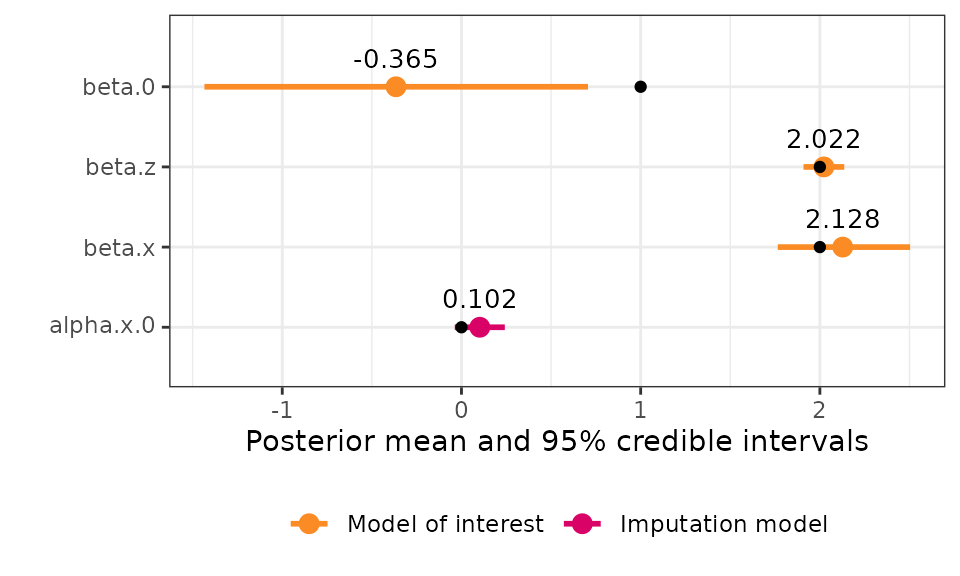 -0.365
beta.0
2.022
beta.z
2.128
beta.x
0.102
alpha.x.0
-1 0 1 2
Posterior mean and 95% credible intervals
Model of interest Imputation model